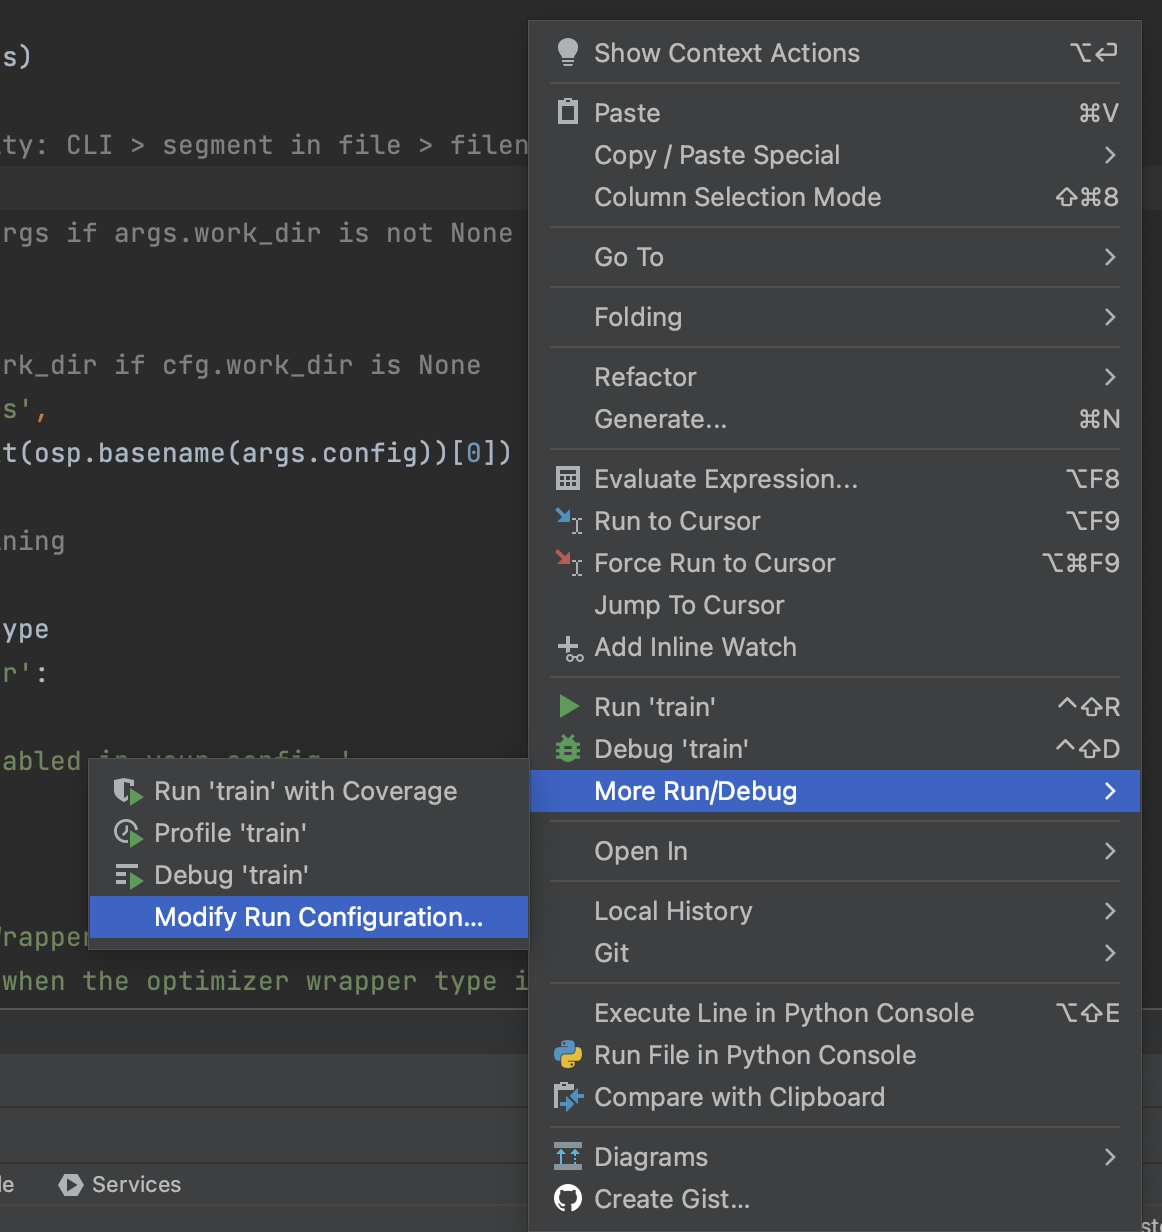 s)
ty: CLI > segment in file > filen
rgs if args.work_dir is not None
rk_dir if cfg.work_dir is None
s',
t(osp.basename(args.config))[0])
ning
ype
r':
abled in your config.'
Wrapper
when the optimizer wrapper type i
Show Context Actions ⌥⏎
Paste ⌘V
Copy / Paste Special >
Column Selection Mode ⇧⌘8
Go To >
Folding >
Refactor >
Generate... ⌘N
Evaluate Expression... ⌥F8
Run to Cursor ⌥F9
Force Run to Cursor ⌥⌘F9
Jump To Cursor
Add Inline Watch
Run 'train' ^⇧R
Debug 'train' ^⇧D
More Run/Debug >
Run 'train' with Coverage
Profile 'train'
Debug 'train'
Modify Run Configuration...
Open In >
Local History >
Git >
Execute Line in Python Console ⌥⇧E
Run File in Python Console
Compare with Clipboard
Diagrams >
Create Gist...
le
Services